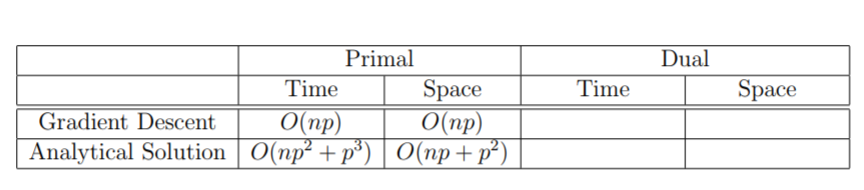 Primal Dual
Time Space Time Space
Gradient Descent O(np) O(np)
Analytical Solution O(np² + p³) O(np + p²)